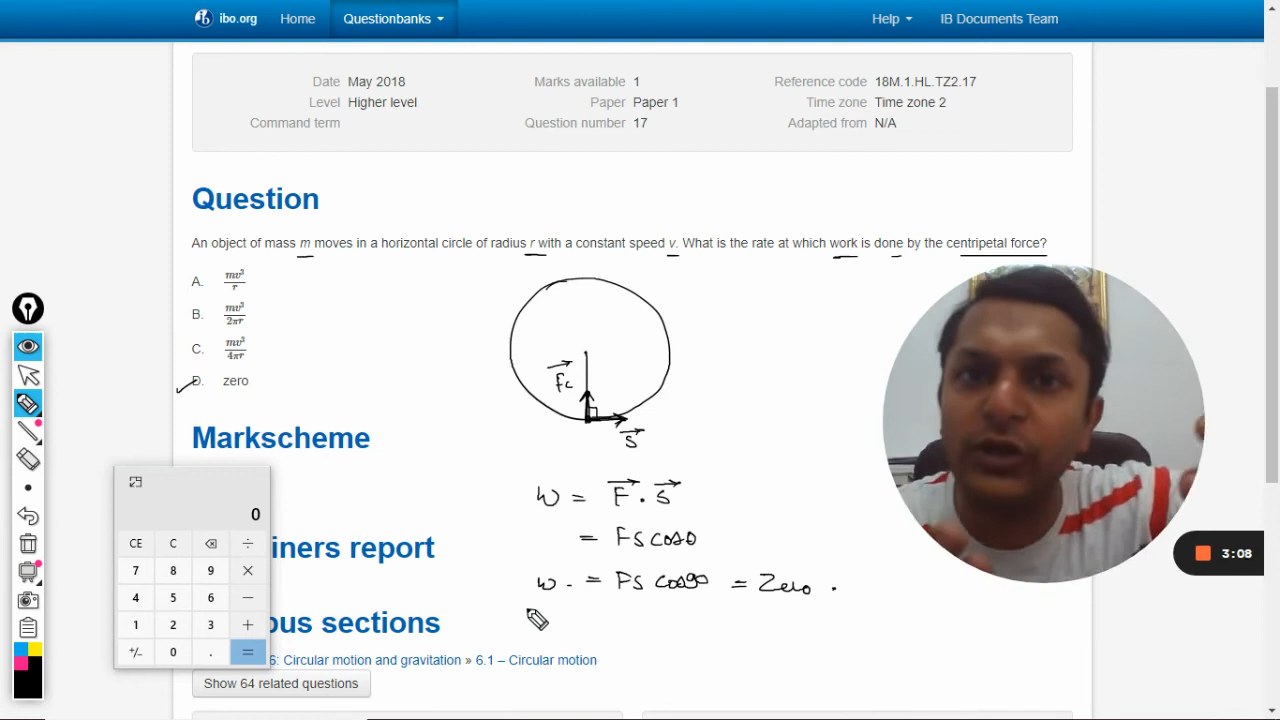 ibo.org Home Questionbanks Help IB Documents Team
Date May 2018 Marks available 1 Reference code 18M.1.HL.TZ2.17
Level Higher level Paper Paper 1 Time zone Time zone 2
Command term Question number 17 Adapted from N/A
Question
An object of mass m moves in a horizontal circle of radius r with a constant speed v. What is the rate at which work is done by the centripetal force?
A. mv³/r
B. mv³/2πr
C. mv³/4πr
D. zero
Fc
s
Markscheme
W = F . s
= Fs cosθ
W = Fs cos90 = Zero .
iners report
ous sections
6: Circular motion and gravitation » 6.1 – Circular motion
Show 64 related questions
0
CE C ÷
7 8 9 ×
4 5 6 −
1 2 3 +
+/− 0 . =
3:08